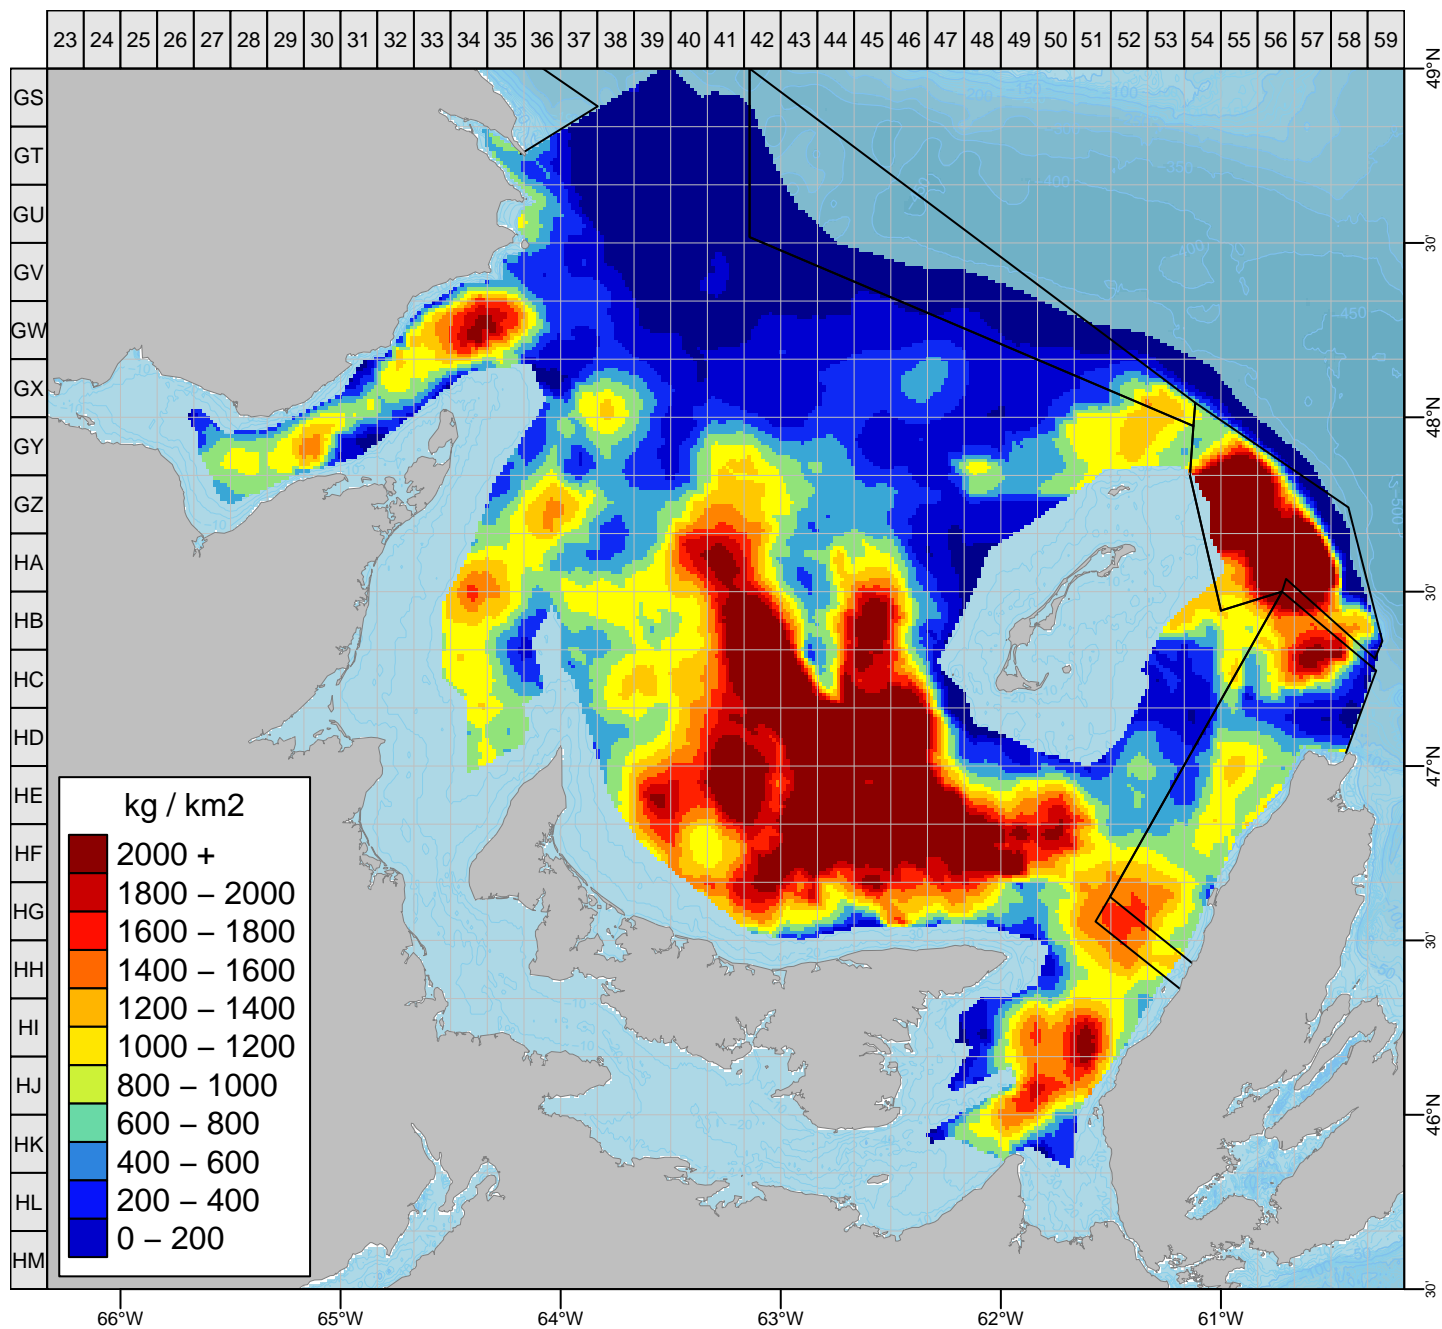 23 24 25 26 27 28 29 30 31 32 33 34 35 36 37 38 39 40 41 42 43 44 45 46 47 48 49 50 51 52 53 54 55 56 57 58 59
49°N
GS
GT
GU
30'
GV
GW
GX
48°N
GY
GZ
HA
30'
HB
HC
HD
47°N
HE
HF
HG
30'
HH
HI
HJ
46°N
HK
HL
HM
30'
kg / km2
2000 +
1800 – 2000
1600 – 1800
1400 – 1600
1200 – 1400
1000 – 1200
800 – 1000
600 – 800
400 – 600
200 – 400
0 – 200
66°W 65°W 64°W 63°W 62°W 61°W